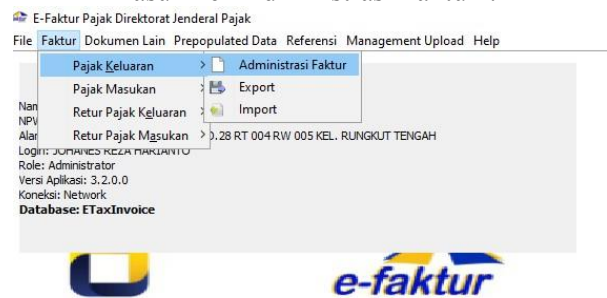 E-Faktur Pajak Direktorat Jenderal Pajak
File Faktur Dokumen Lain Prepopulated Data Referensi Management Upload Help
Pajak Keluaran > Administrasi Faktur
Pajak Masukan > Export
Retur Pajak Keluaran > Import
Retur Pajak Masukan >
O.28 RT 004 RW 005 KEL. RUNGKUT TENGAH
Login: JOHANES REZA HARIANTO
Role: Administrator
Versi Aplikasi: 3.2.0.0
Koneksi: Network
Database: ETaxInvoice
e-faktur